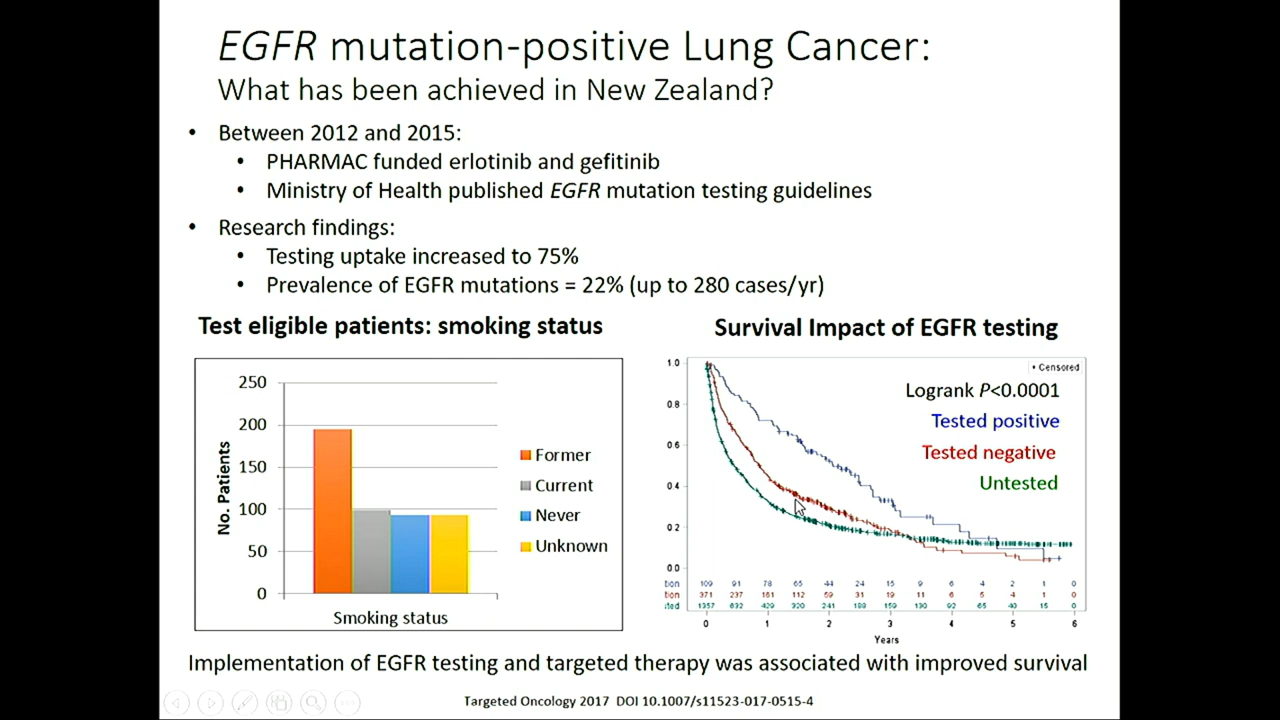 EGFR mutation-positive Lung Cancer:
What has been achieved in New Zealand?
• Between 2012 and 2015:
• PHARMAC funded erlotinib and gefitinib
• Ministry of Health published EGFR mutation testing guidelines
• Research findings:
• Testing uptake increased to 75%
• Prevalence of EGFR mutations = 22% (up to 280 cases/yr)
Test eligible patients: smoking status
250
200
150
100
50
0
No. Patients
Smoking status
Former
Current
Never
Unknown
Survival Impact of EGFR testing
+ Censored
Logrank P<0.0001
Tested positive
Tested negative
Untested
1.0
0.8
0.6
0.4
0.2
0.0
tion 109 91 78 65 44 24 15 9 6 4 2 1 0
tion 371 237 161 112 59 31 19 11 6 5 4 1 0
ted 1357 632 429 320 241 188 159 130 92 65 40 15 0
0 1 2 3 4 5 6
Years
Implementation of EGFR testing and targeted therapy was associated with improved survival
Targeted Oncology 2017 DOI 10.1007/s11523-017-0515-4